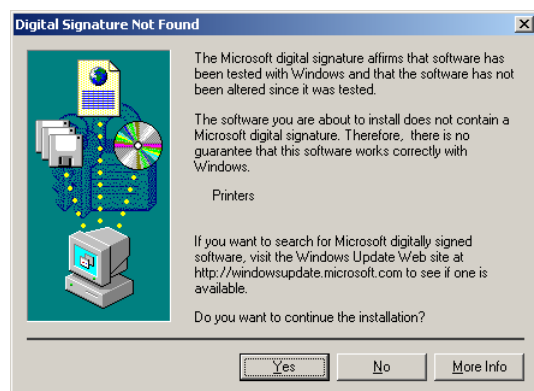 Digital Signature Not Found
The Microsoft digital signature affirms that software has
been tested with Windows and that the software has not
been altered since it was tested.
The software you are about to install does not contain a
Microsoft digital signature. Therefore,  there is no
guarantee that this software works correctly with
Windows.
Printers
If you want to search for Microsoft digitally signed
software, visit the Windows Update Web site at
http://windowsupdate.microsoft.com to see if one is
available.
Do you want to continue the installation?
Yes No More Info